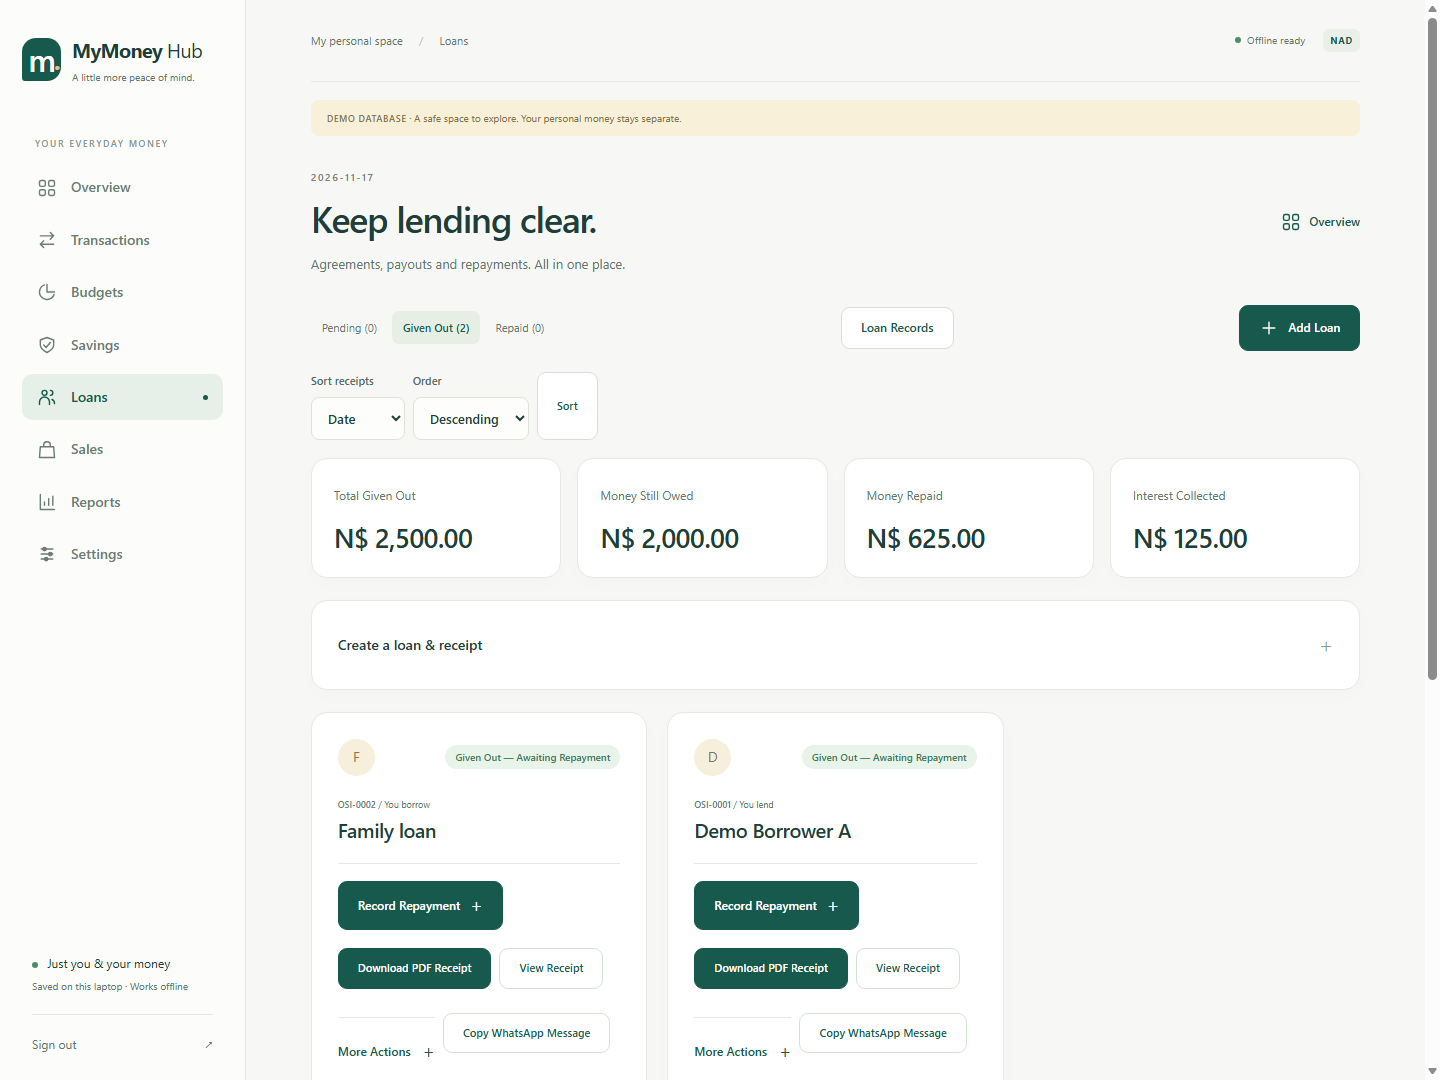 m.
MyMoney Hub
A little more peace of mind.
YOUR EVERYDAY MONEY
Overview
Transactions
Budgets
Savings
Loans
Sales
Reports
Settings
Just you & your money
Saved on this laptop · Works offline
Sign out
My personal space / Loans
Offline ready
NAD
DEMO DATABASE · A safe space to explore. Your personal money stays separate.
2026-11-17
Keep lending clear.
Overview
Agreements, payouts and repayments. All in one place.
Pending (0)
Given Out (2)
Repaid (0)
Loan Records
Add Loan
Sort receipts
Order
Date
Descending
Sort
Total Given Out
N$ 2,500.00
Money Still Owed
N$ 2,000.00
Money Repaid
N$ 625.00
Interest Collected
N$ 125.00
Create a loan & receipt
F
Given Out — Awaiting Repayment
OSI-0002 / You borrow
Family loan
Record Repayment
Download PDF Receipt
View Receipt
More Actions
Copy WhatsApp Message
D
Given Out — Awaiting Repayment
OSI-0001 / You lend
Demo Borrower A
Record Repayment
Download PDF Receipt
View Receipt
More Actions
Copy WhatsApp Message